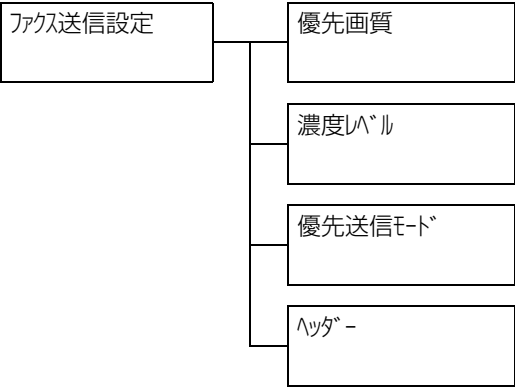 ﾌｧｸｽ送信設定
優先画質
濃度ﾚﾍﾞﾙ
優先送信ﾓｰﾄﾞ
ﾍｯﾀﾞｰ